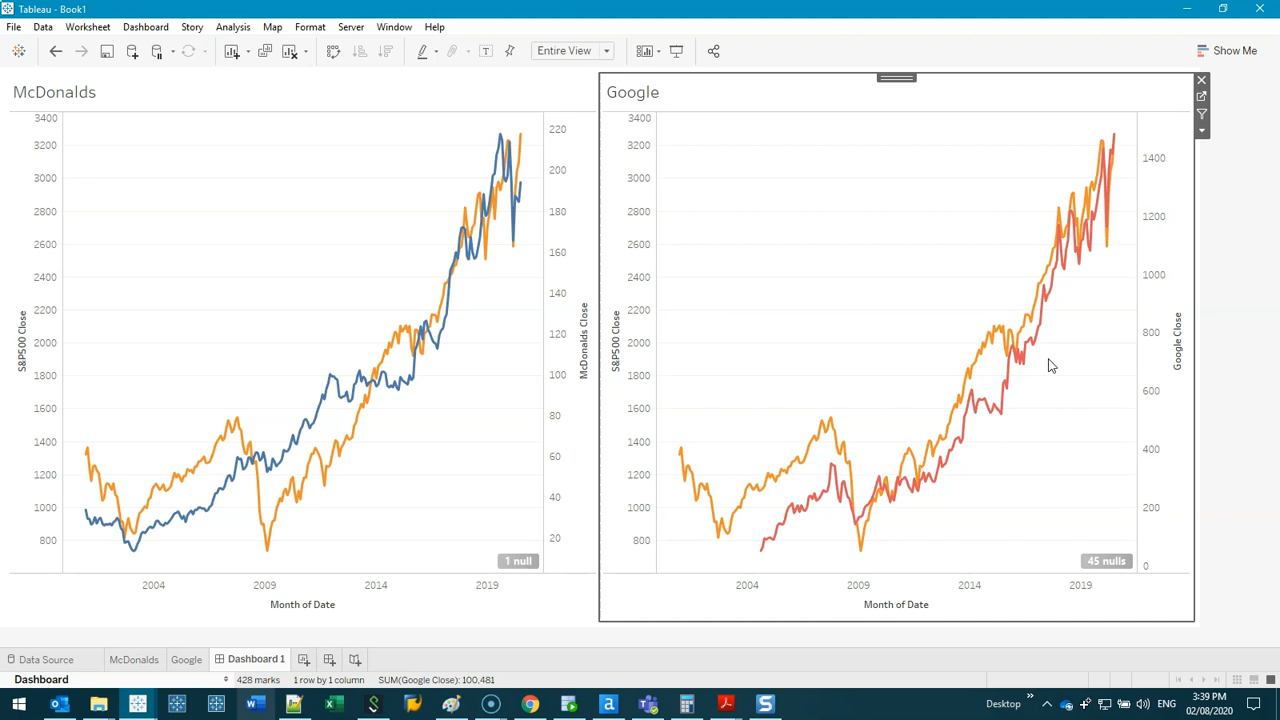 Tableau - Book1
File Data Worksheet Dashboard Story Analysis Map Format Server Window Help
Entire View
Show Me
McDonalds
3400
3200
3000
2800
2600
2400
2200
2000
1800
1600
1400
1200
1000
800
S&P500 Close
220
200
180
160
140
120
100
80
60
40
20
McDonalds Close
1 null
2004 2009 2014 2019
Month of Date
Google
3400
3200
3000
2800
2600
2400
2200
2000
1800
1600
1400
1200
1000
800
S&P500 Close
1400
1200
1000
800
600
400
200
0
Google Close
45 nulls
2004 2009 2014 2019
Month of Date
Data Source McDonalds Google Dashboard 1
Dashboard 428 marks 1 row by 1 column SUM(Google Close): 100,481
Desktop ENG
3:39 PM
02/08/2020